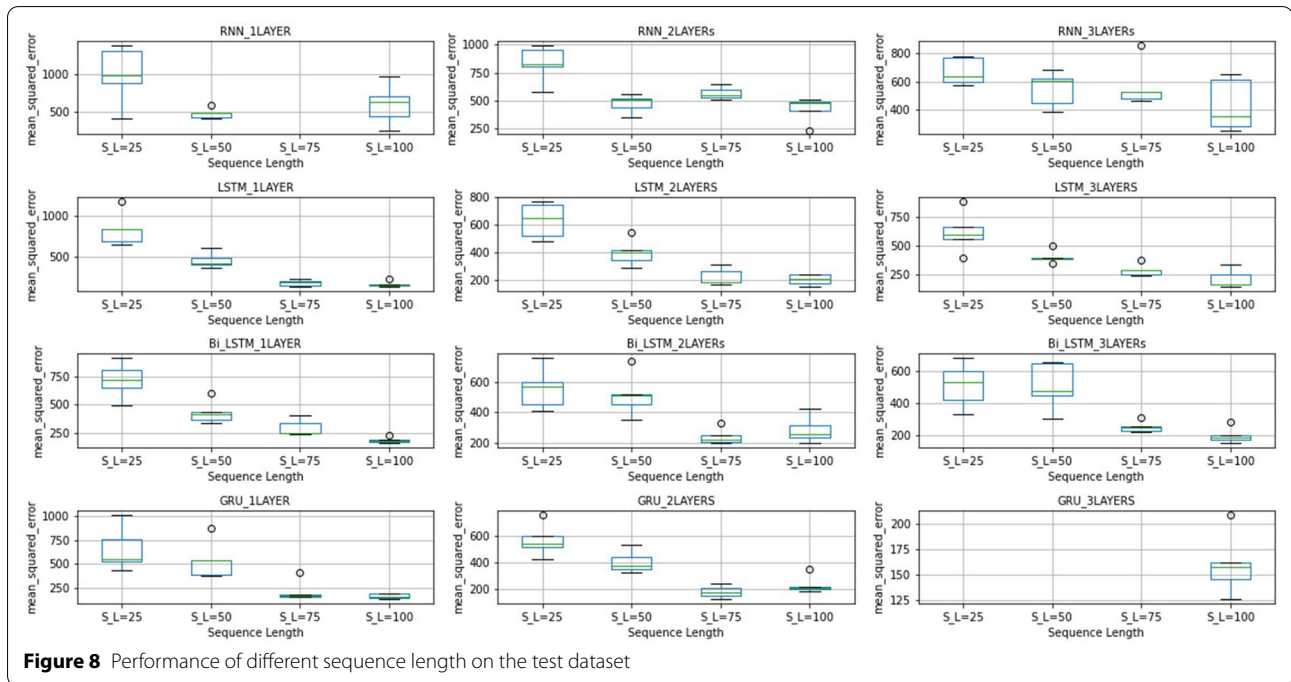 RNN_1LAYER
mean_squared_error
1000
500
S_L=25 S_L=50 S_L=75 S_L=100
Sequence Length
RNN_2LAYERs
mean_squared_error
1000
750
500
250
S_L=25 S_L=50 S_L=75 S_L=100
Sequence Length
RNN_3LAYERs
mean_squared_error
800
600
400
S_L=25 S_L=50 S_L=75 S_L=100
Sequence Length
LSTM_1LAYER
mean_squared_error
1000
500
S_L=25 S_L=50 S_L=75 S_L=100
Sequence Length
LSTM_2LAYERS
mean_squared_error
800
600
400
200
S_L=25 S_L=50 S_L=75 S_L=100
Sequence Length
LSTM_3LAYERS
mean_squared_error
750
500
250
S_L=25 S_L=50 S_L=75 S_L=100
Sequence Length
Bi_LSTM_1LAYER
mean_squared_error
750
500
250
S_L=25 S_L=50 S_L=75 S_L=100
Sequence Length
Bi_LSTM_2LAYERs
mean_squared_error
600
400
200
S_L=25 S_L=50 S_L=75 S_L=100
Sequence Length
Bi_LSTM_3LAYERs
mean_squared_error
600
400
200
S_L=25 S_L=50 S_L=75 S_L=100
Sequence Length
GRU_1LAYER
mean_squared_error
1000
750
500
250
S_L=25 S_L=50 S_L=75 S_L=100
Sequence Length
GRU_2LAYERS
mean_squared_error
600
400
200
S_L=25 S_L=50 S_L=75 S_L=100
Sequence Length
GRU_3LAYERS
mean_squared_error
200
175
150
125
S_L=25 S_L=50 S_L=75 S_L=100
Sequence Length
Figure 8 Performance of different sequence length on the test dataset